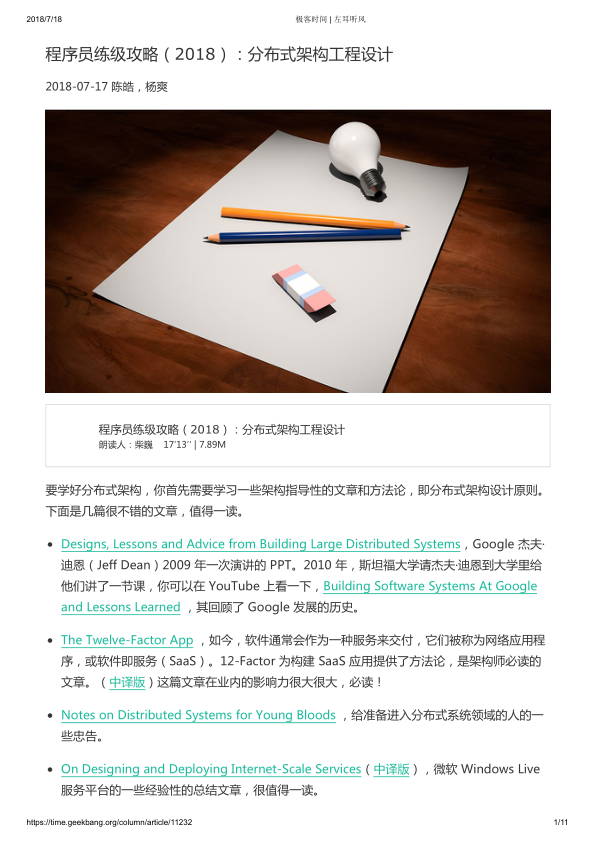 2018/7/18 极客时间 | 左耳听风
程序员练级攻略（2018）：分布式架构工程设计
2018-07-17 陈皓，杨爽
程序员练级攻略（2018）：分布式架构工程设计
朗读人：柴巍 17'13'' | 7.89M
要学好分布式架构，你首先需要学习一些架构指导性的文章和方法论，即分布式架构设计原则。
下面是几篇很不错的文章，值得一读。
• Designs, Lessons and Advice from Building Large Distributed Systems，Google 杰夫·
迪恩（Jeff Dean）2009 年一次演讲的 PPT。2010 年，斯坦福大学请杰夫·迪恩到大学里给
他们讲了一节课，你可以在 YouTube 上看一下，Building Software Systems At Google
and Lessons Learned ，其回顾了 Google 发展的历史。
• The Twelve-Factor App ，如今，软件通常会作为一种服务来交付，它们被称为网络应用程
序，或软件即服务（SaaS）。12-Factor 为构建 SaaS 应用提供了方法论，是架构师必读的
文章。（中译版）这篇文章在业内的影响力很大很大，必读！
• Notes on Distributed Systems for Young Bloods ，给准备进入分布式系统领域的人的一
些忠告。
• On Designing and Deploying Internet-Scale Services（中译版），微软 Windows Live
服务平台的一些经验性的总结文章，很值得一读。
https://time.geekbang.org/column/article/11232 1/11